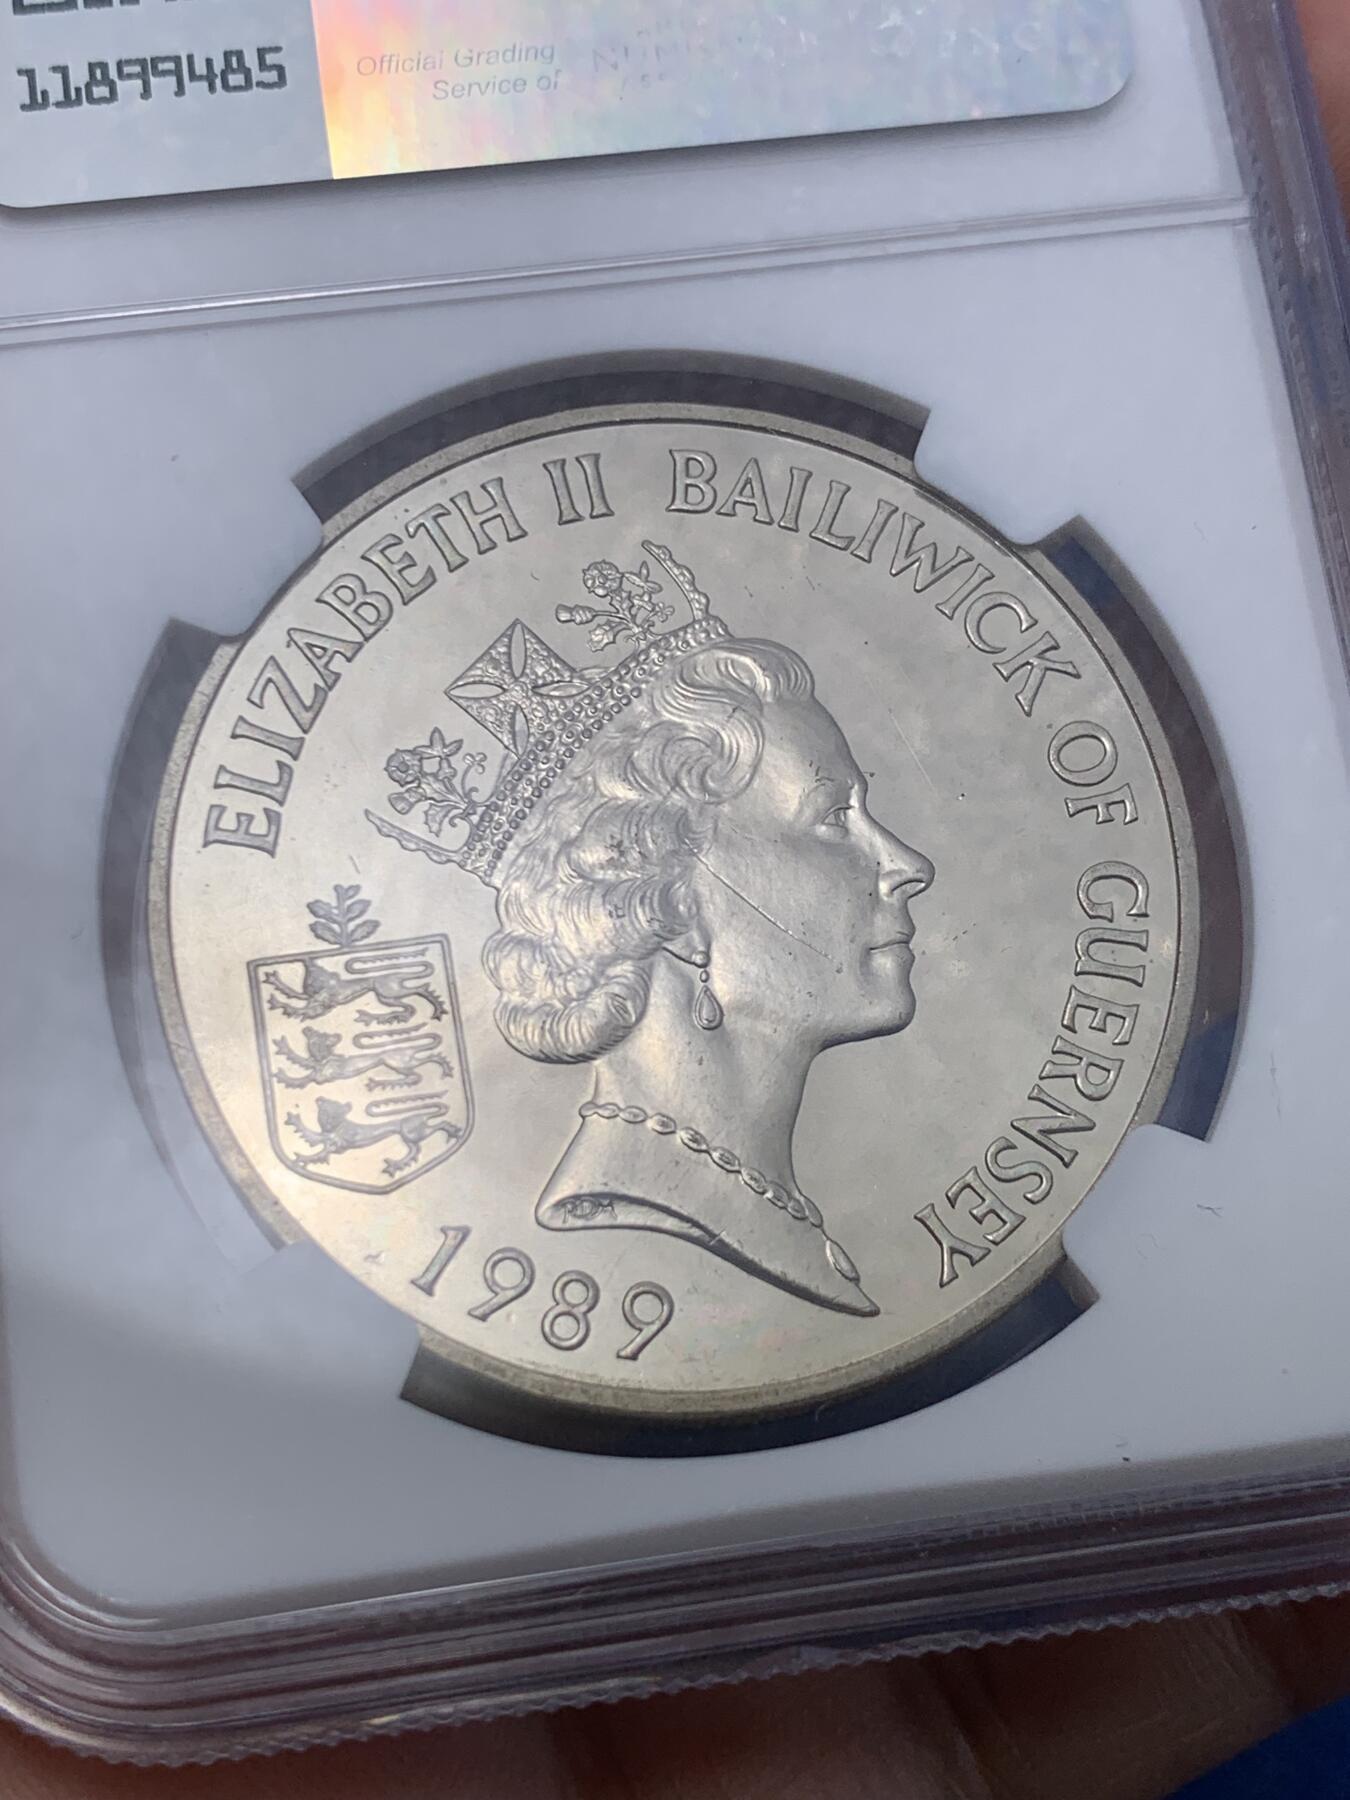 11899485
Official Grading
Service of
ELIZABETH II BAILIWICK OF GUERNSEY
RDM
1989